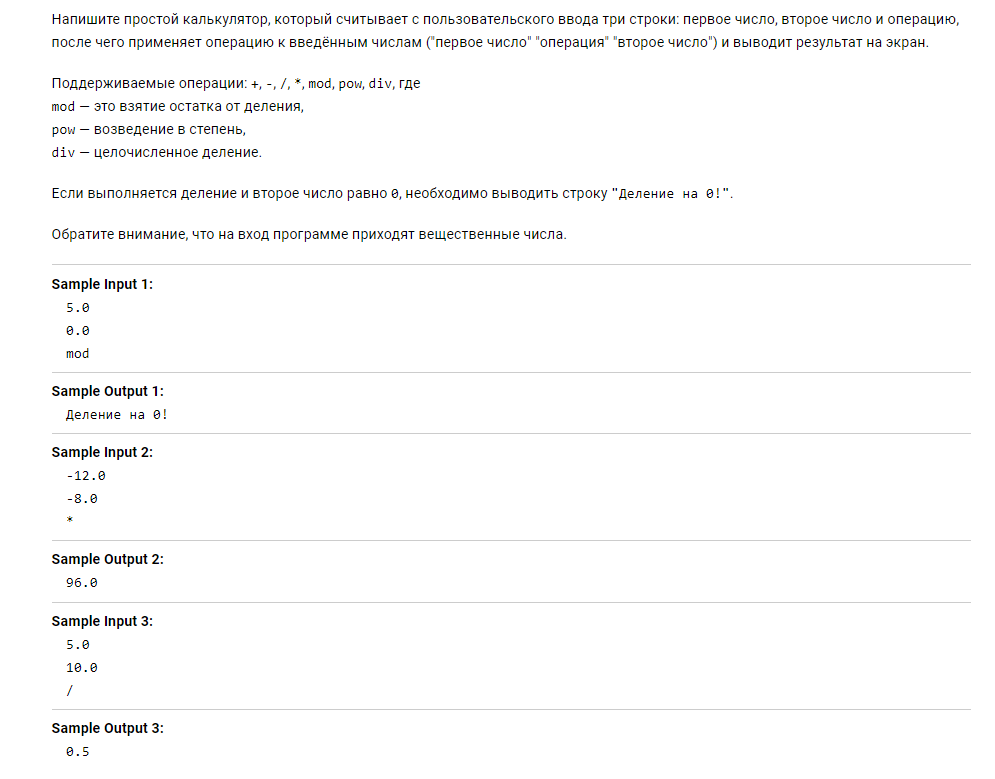 Напишите простой калькулятор, который считывает с пользовательского ввода три строки: первое число, второе число и операцию,
после чего применяет операцию к введённым числам ("первое число" "операция" "второе число") и выводит результат на экран.
Поддерживаемые операции: +, -, /, *, mod, pow, div, где
mod — это взятие остатка от деления,
pow — возведение в степень,
div — целочисленное деление.
Если выполняется деление и второе число равно 0, необходимо выводить строку "Деление на 0!".
Обратите внимание, что на вход программе приходят вещественные числа.
Sample Input 1:
5.0
0.0
mod
Sample Output 1:
Деление на 0!
Sample Input 2:
-12.0
-8.0
*
Sample Output 2:
96.0
Sample Input 3:
5.0
10.0
/
Sample Output 3:
0.5